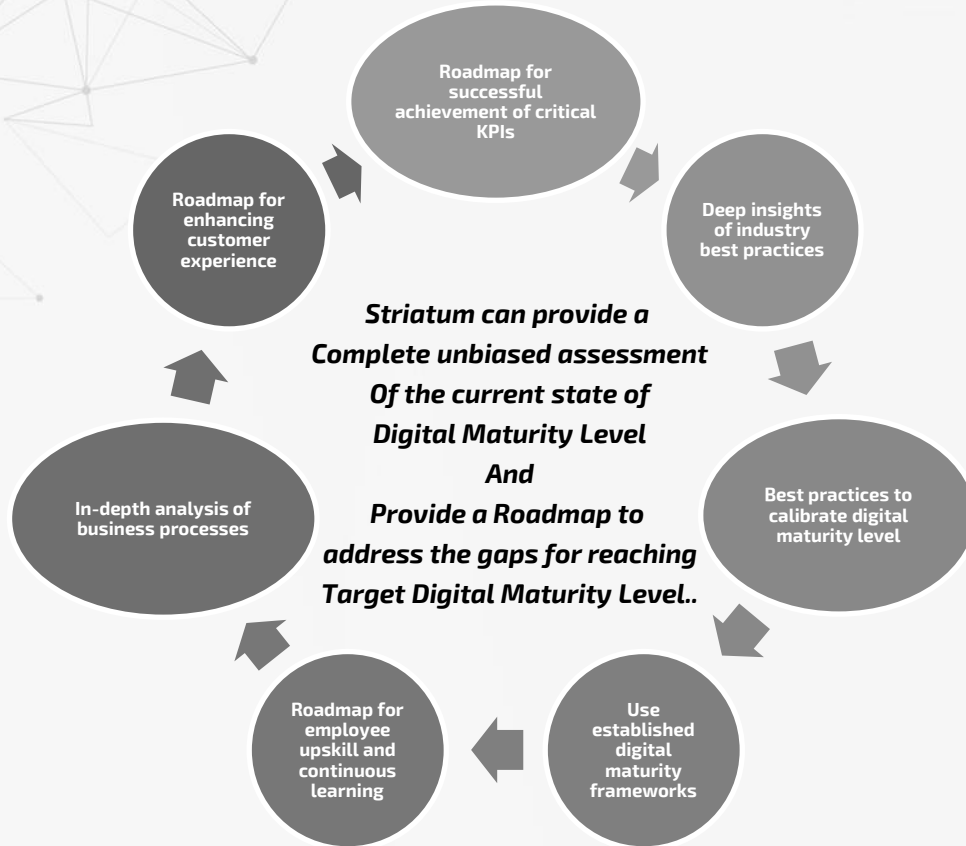 Roadmap for
successful
achievement of critical
KPIs
Deep insights
of industry
best practices
Best practices to
calibrate digital
maturity level
Use
established
digital
maturity
frameworks
Roadmap for
employee
upskill and
continuous
learning
In-depth analysis of
business processes
Roadmap for
enhancing
customer
experience
Striatum can provide a
Complete unbiased assessment
Of the current state of
Digital Maturity Level
And
Provide a Roadmap to
address the gaps for reaching
Target Digital Maturity Level..